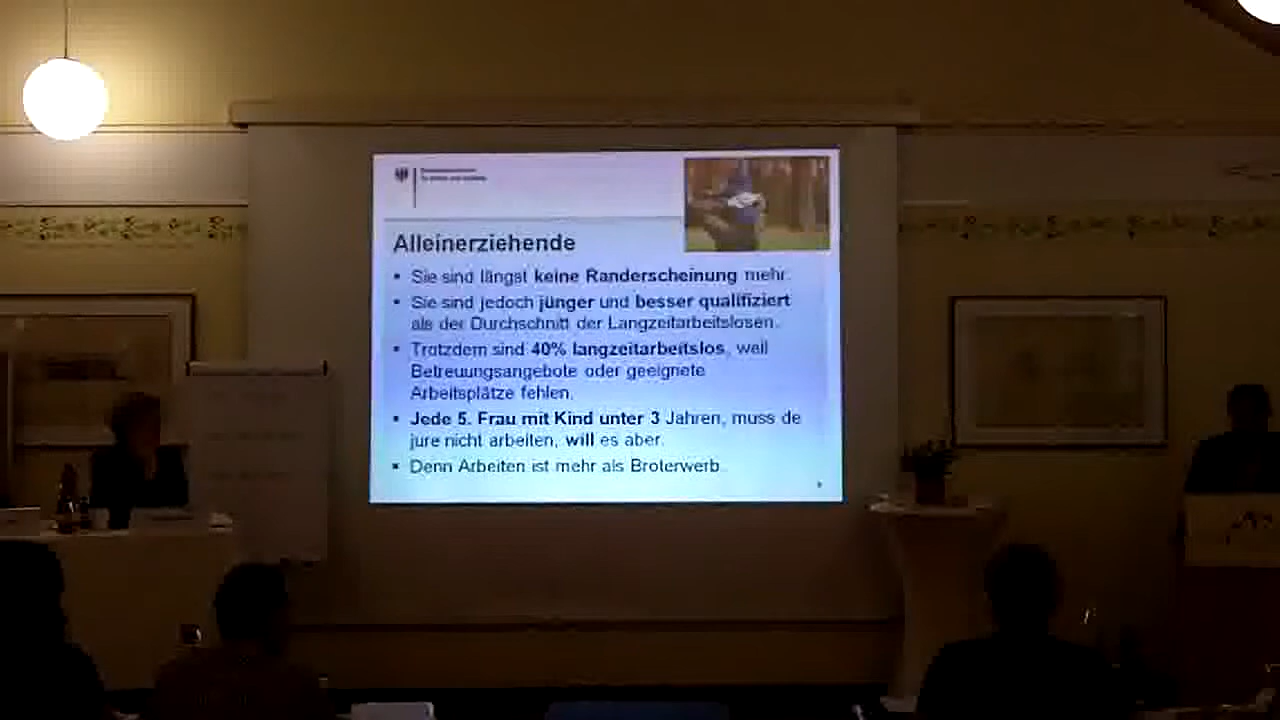 Alleinerziehende
▪ Sie sind längst keine Randerscheinung mehr.
▪ Sie sind jedoch jünger und besser qualifiziert
als der Durchschnitt der Langzeitarbeitslosen.
▪ Trotzdem sind 40% langzeitarbeitslos, weil
Betreuungsangebote oder geeignete
Arbeitsplätze fehlen.
▪ Jede 5. Frau mit Kind unter 3 Jahren, muss de
jure nicht arbeiten, will es aber.
▪ Denn Arbeiten ist mehr als Broterwerb.